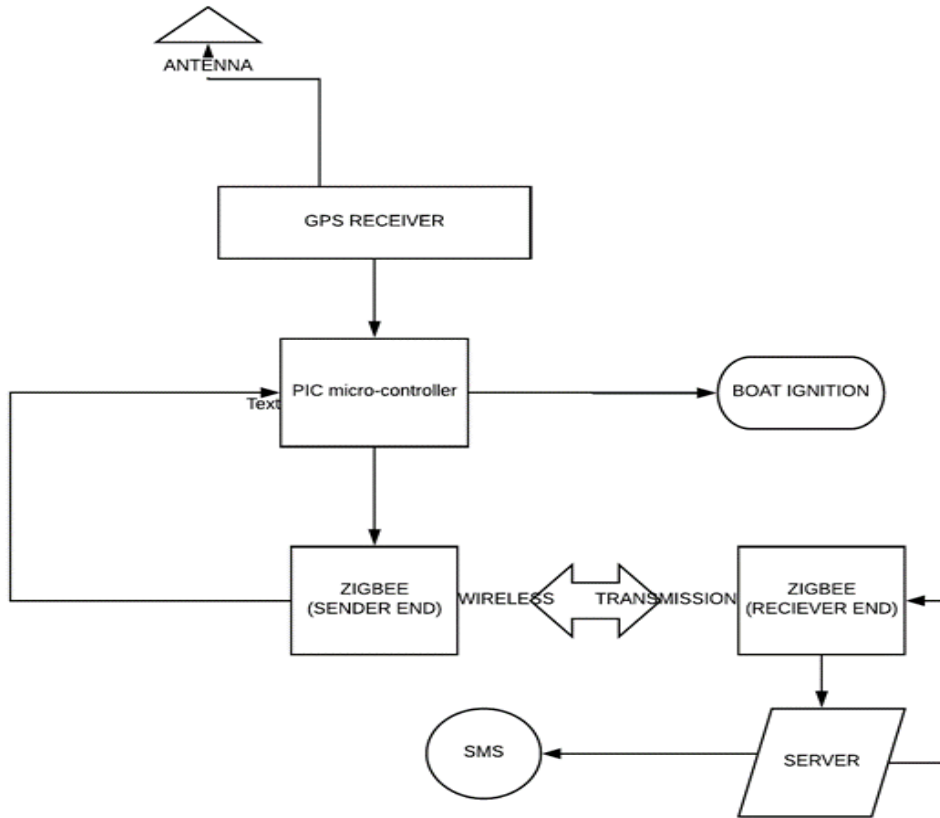 ANTENNA
GPS RECEIVER
PIC micro-controller
BOAT IGNITION
Text
ZIGBEE
(SENDER END)
WIRELESS
TRANSMISSION
ZIGBEE
(RECIEVER END)
SMS
SERVER